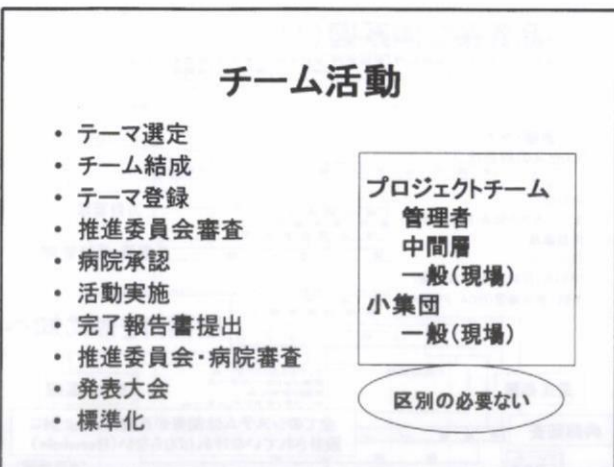 チーム活動
• テーマ選定
• チーム結成
• テーマ登録
• 推進委員会審査
• 病院承認
• 活動実施
• 完了報告書提出
• 推進委員会・病院審査
• 発表大会
• 標準化
プロジェクトチーム
管理者
中間層
一般(現場)
小集団
一般(現場)
区別の必要ない